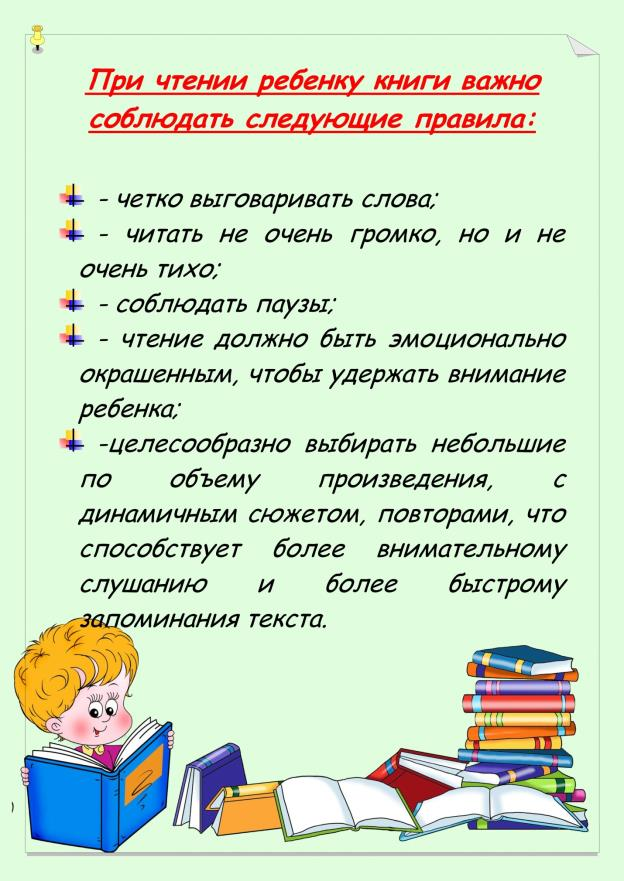 При чтении ребенку книги важно
соблюдать следующие правила:
- четко выговаривать слова;
- читать не очень громко, но и не
очень тихо;
- соблюдать паузы;
- чтение должно быть эмоционально
окрашенным, чтобы удержать внимание
ребенка;
-целесообразно выбирать небольшие
по объему произведения, с
динамичным сюжетом, повторами, что
способствует более внимательному
слушанию и более быстрому
запоминания текста.
)